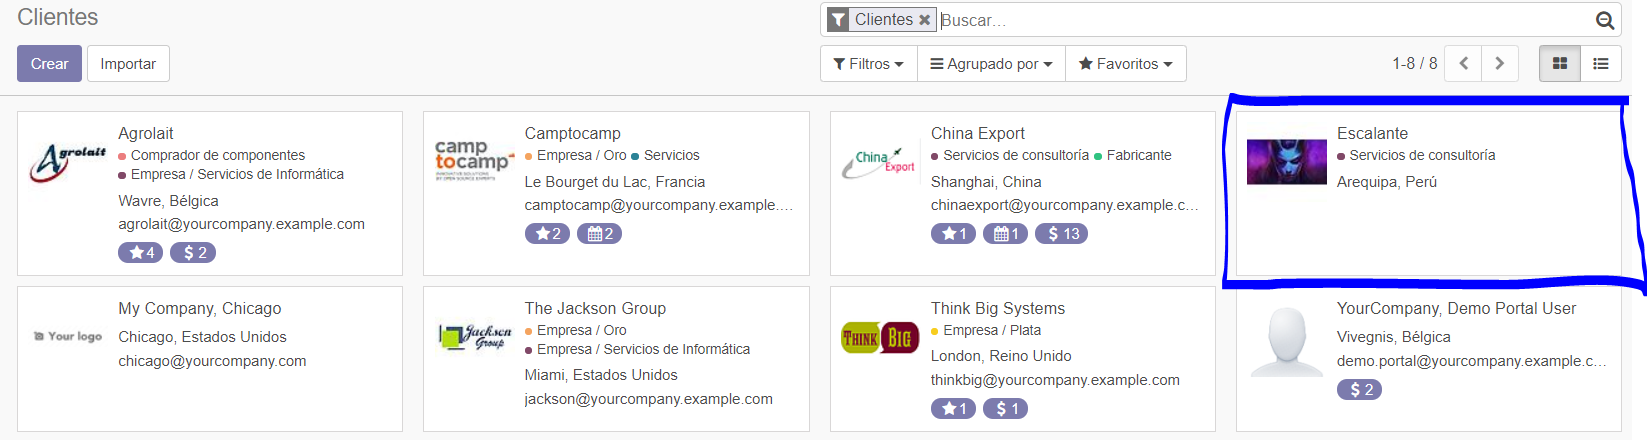 Clientes
Clientes ✖ Buscar...
Crear Importar
Filtros Agrupado por Favoritos 1-8 / 8
Agrolait
Comprador de componentes
Empresa / Servicios de Informática
Wavre, Bélgica
agrolait@yourcompany.example.com
4 $ 2
Agrolait
Camptocamp
Empresa / Oro Servicios
Le Bourget du Lac, Francia
camptocamp@yourcompany.example....
2 2
camp
tocamp
INNOVATIVE SOLUTIONS
BY OPEN SOURCE EXPERTS
China Export
Servicios de consultoría Fabricante
Shanghai, China
chinaexport@yourcompany.example.c...
1 1 $ 13
China
Export
Escalante
Servicios de consultoría
Arequipa, Perú
My Company, Chicago
Chicago, Estados Unidos
chicago@yourcompany.com
Your logo
The Jackson Group
Empresa / Oro
Empresa / Servicios de Informática
Miami, Estados Unidos
jackson@yourcompany.example.com
Jackson
Group
Think Big Systems
Empresa / Plata
London, Reino Unido
thinkbig@yourcompany.example.com
1 $ 1
THINK BIG
YourCompany, Demo Portal User
Vivegnis, Bélgica
demo.portal@yourcompany.example.c...
$ 2